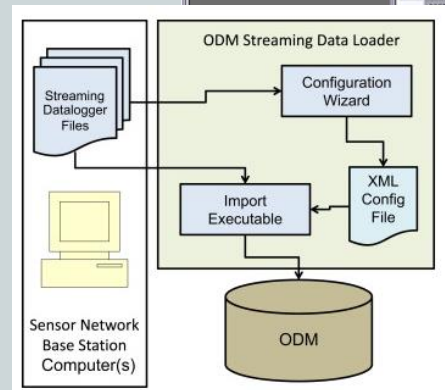 ODM Streaming Data Loader
Streaming
Datalogger
Files
Configuration
Wizard
Import
Executable
XML
Config
File
Sensor Network
Base Station
Computer(s)
ODM